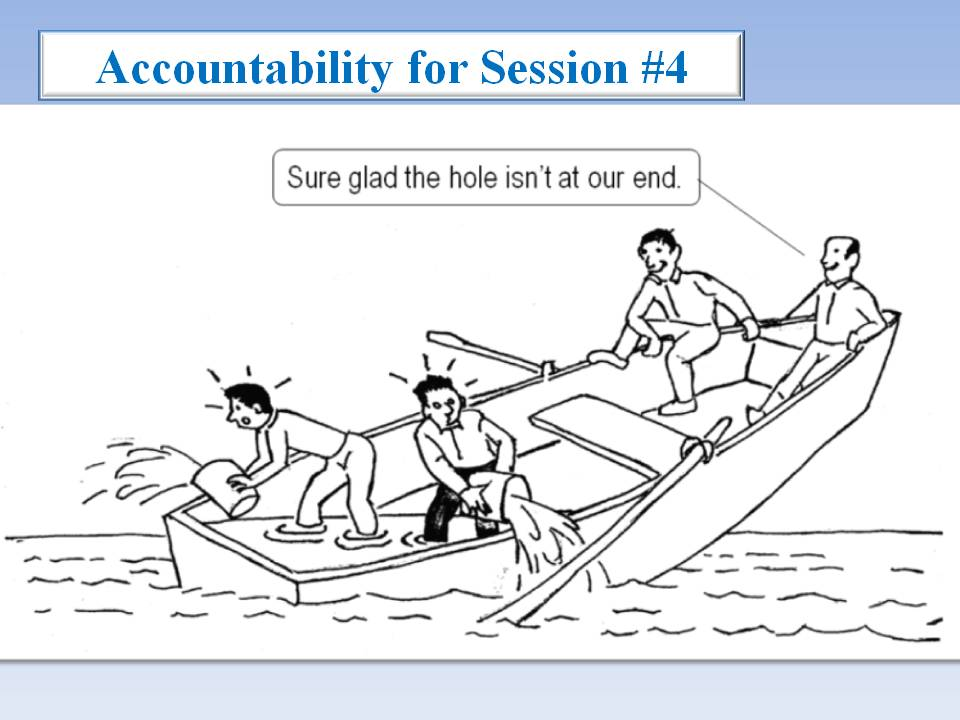 Accountability for Session #4
Sure glad the hole isn't at our end.